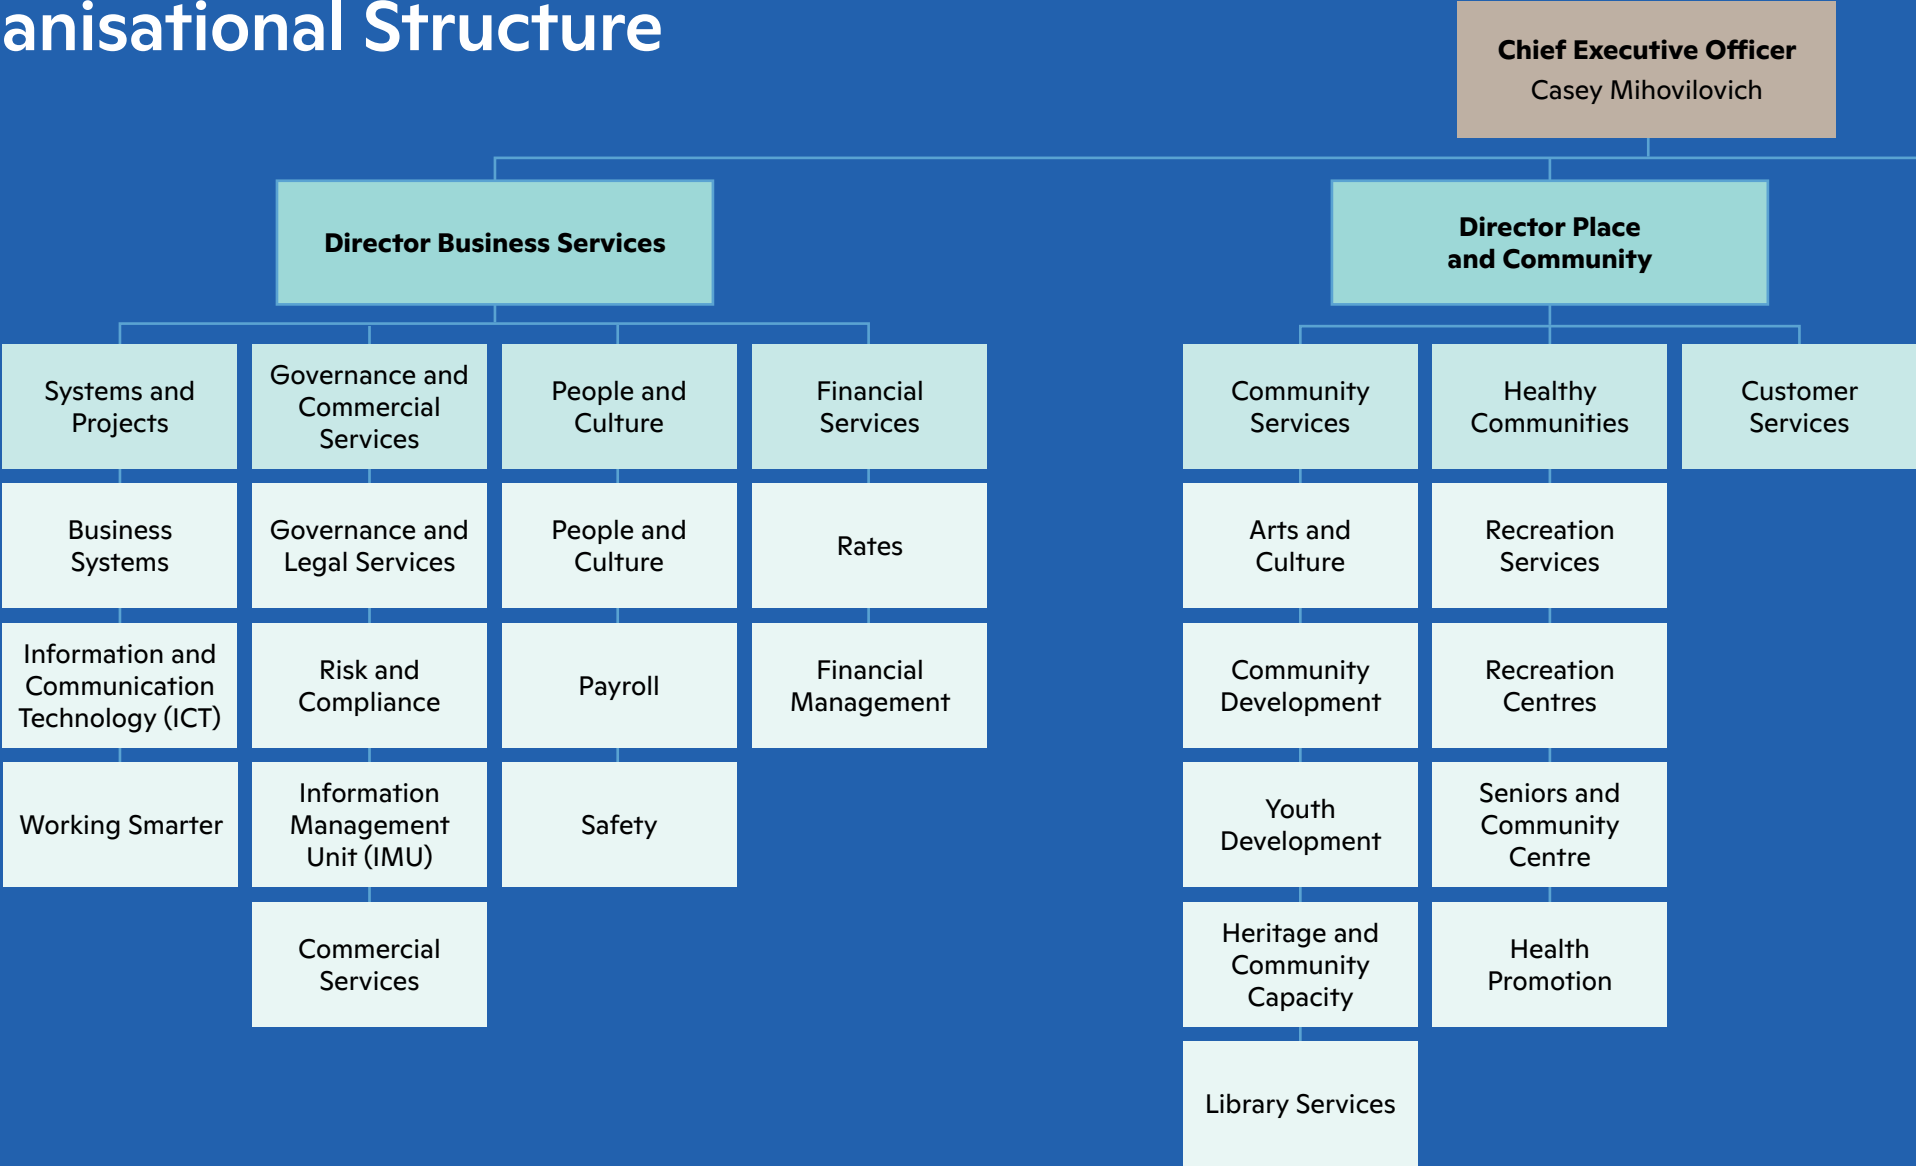 anisational Structure
Chief Executive Officer
Casey Mihovilovich
Director Business Services
Director Place
and Community
Systems and
Projects
Governance and
Commercial
Services
People and
Culture
Financial
Services
Community
Services
Healthy
Communities
Customer
Services
Business
Systems
Governance and
Legal Services
People and
Culture
Rates
Arts and
Culture
Recreation
Services
Information and
Communication
Technology (ICT)
Risk and
Compliance
Payroll
Financial
Management
Community
Development
Recreation
Centres
Working Smarter
Information
Management
Unit (IMU)
Safety
Youth
Development
Seniors and
Community
Centre
Commercial
Services
Heritage and
Community
Capacity
Health
Promotion
Library Services